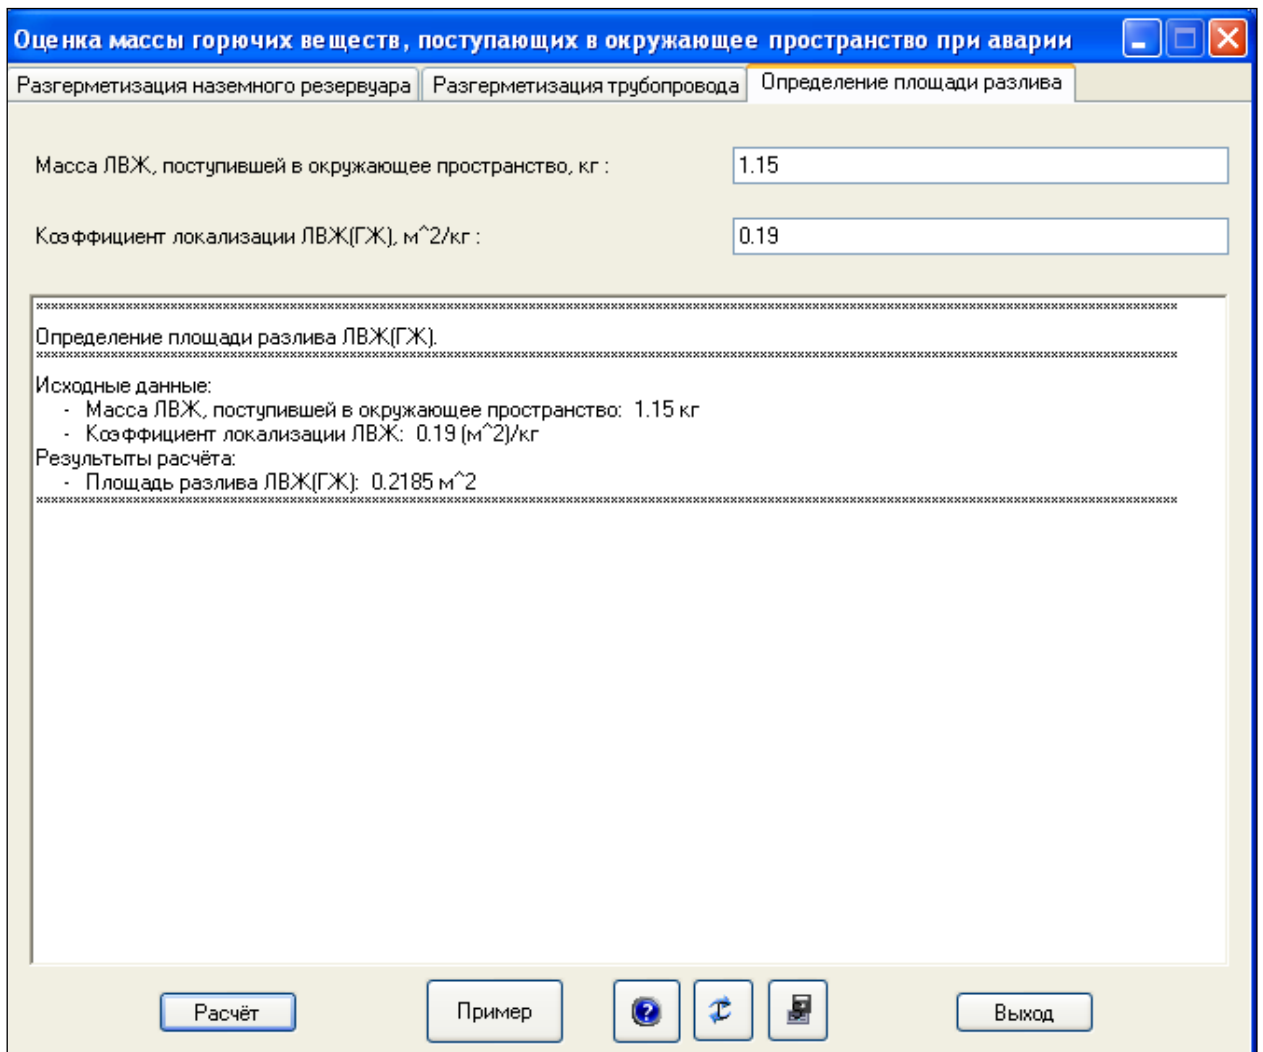 Оценка массы горючих веществ, поступающих в окружающее пространство при аварии
Разгерметизация наземного резервуара Разгерметизация трубопровода Определение площади разлива
Масса ЛВЖ, поступившей в окружающее пространство, кг : 1.15
Коэффициент локализации ЛВЖ(ГЖ), м^2/кг : 0.19
Определение площади разлива ЛВЖ(ГЖ).
Исходные данные:
- Масса ЛВЖ, поступившей в окружающее пространство: 1.15 кг
- Коэффициент локализации ЛВЖ: 0.19 (м^2)/кг
Результыты расчёта:
- Площадь разлива ЛВЖ(ГЖ): 0.2185 м^2
Расчёт Пример Выход